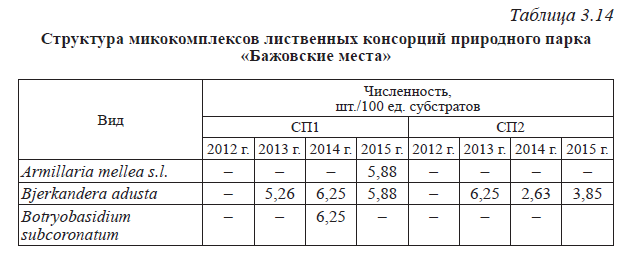 Таблица 3.14
Структура микокомплексов лиственных консорций природного парка
«Бажовские места»
Вид
Численность,
шт./100 ед. субстратов
СП1 СП2
2012 г. 2013 г. 2014 г. 2015 г. 2012 г. 2013 г. 2014 г. 2015 г.
Armillaria mellea s.l. – – – 5,88 – – – –
Bjerkandera adusta – 5,26 6,25 5,88 – 6,25 2,63 3,85
Botryobasidium
subcoronatum
– – 6,25 – – –